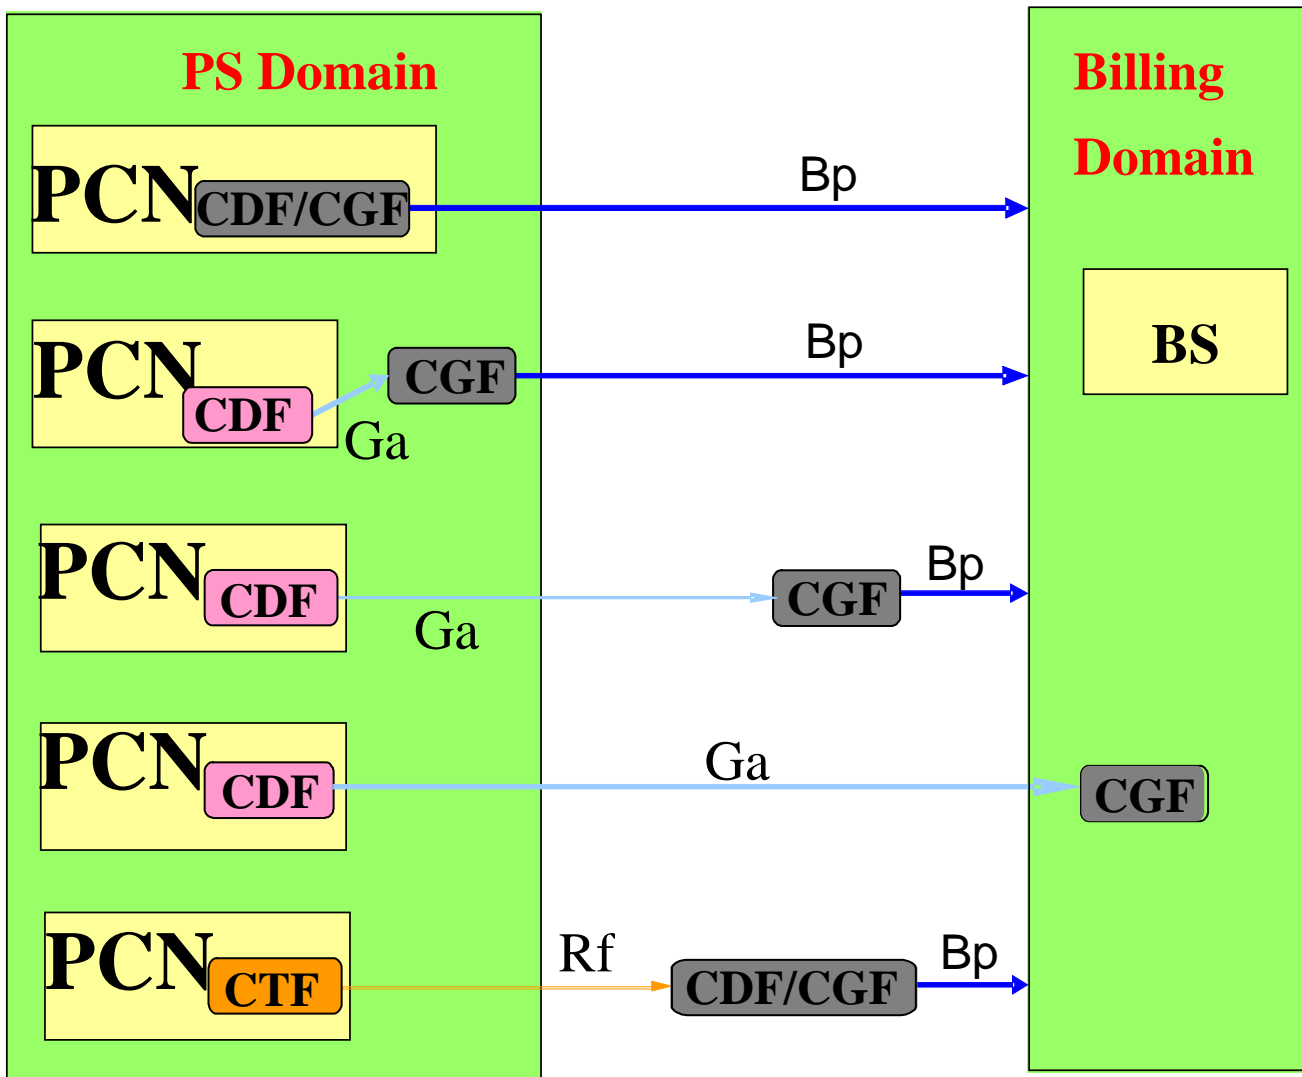 PS Domain
Billing
Domain
PCN
CDF/CGF
Bp
BS
PCN
CDF
Ga
CGF
Bp
PCN
CDF
Ga
CGF
Bp
PCN
CDF
Ga
CGF
PCN
CTF
Rf
CDF/CGF
Bp